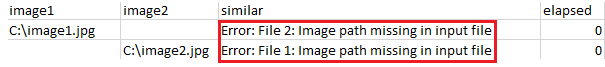 image1 image2 similar elapsed
C:\image1.jpg Error: File 2: Image path missing in input file 0
C:\image2.jpg Error: File 1: Image path missing in input file 0